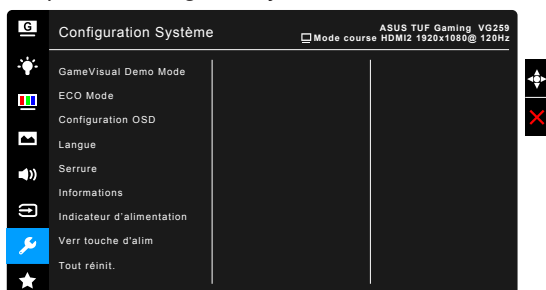 G
Configuration Système
ASUS TUF Gaming VG259
Mode course HDMI2 1920x1080@ 120Hz
GameVisual Demo Mode
ECO Mode
Configuration OSD
Langue
Serrure
Informations
Indicateur d'alimentation
Verr touche d'alim
Tout réinit.